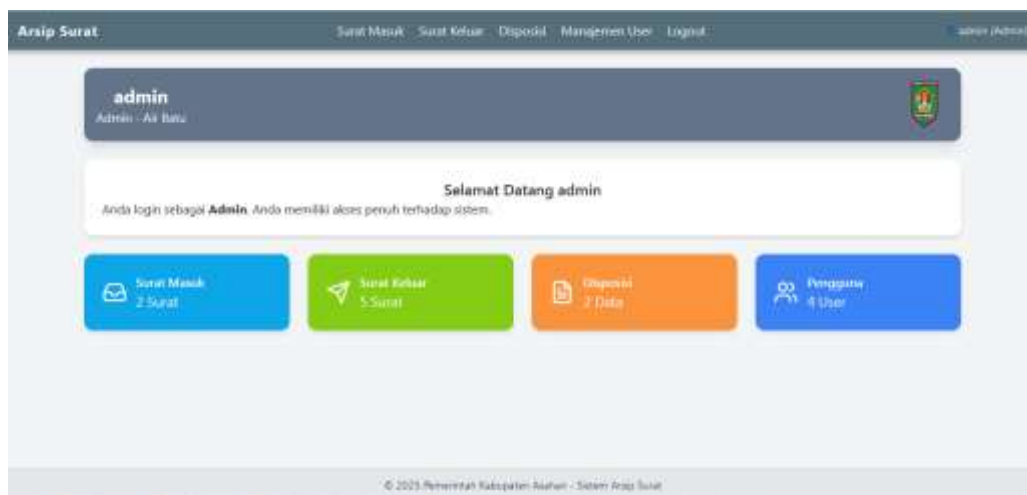 Arsip Surat
Surat Masuk Surat Keluar Disposisi Manajemen User Logout
admin (Admin)
admin
Admin - Air Batu
Selamat Datang admin
Anda login sebagai Admin. Anda memiliki akses penuh terhadap sistem.
Surat Masuk
2 Surat
Surat Keluar
5 Surat
Disposisi
2 Data
Pengguna
4 User
© 2025 Pemerintah Kabupaten Asahan - Sistem Arsip Surat